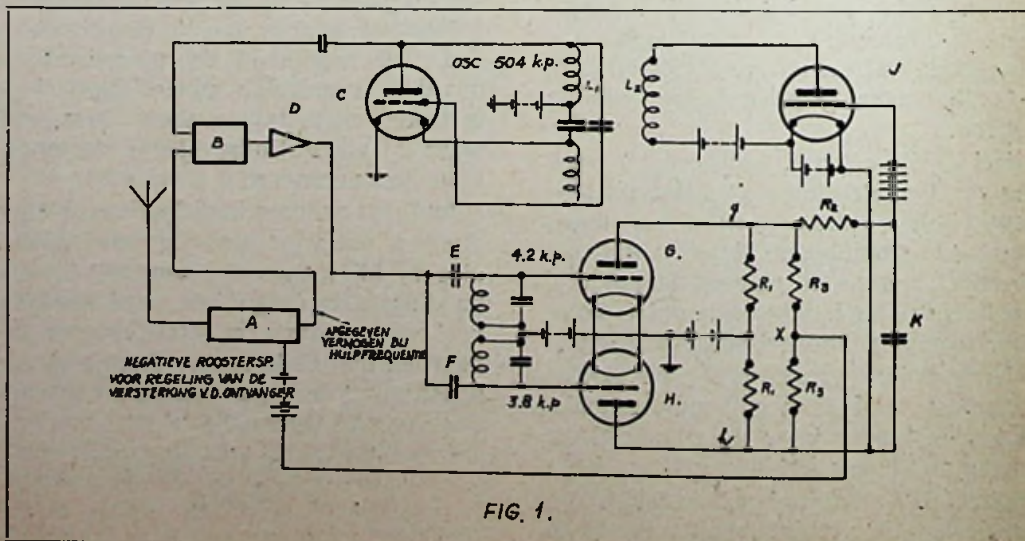 OSC 504 k.p.
C
L₁
L₂
J
D
B
E
4.2 k.p.
G.
g
R₂
R₁
R₃
X
K
A
AFGEGEVEN
VERMOGEN BIJ
HULPFREQUENTIE
NEGATIEVE ROOSTERSP.
VOOR REGELING VAN DE
VERSTERKING V.D. ONTVANGER
F
3.8 k.p
H.
h
R₁
R₃
FIG. 1.